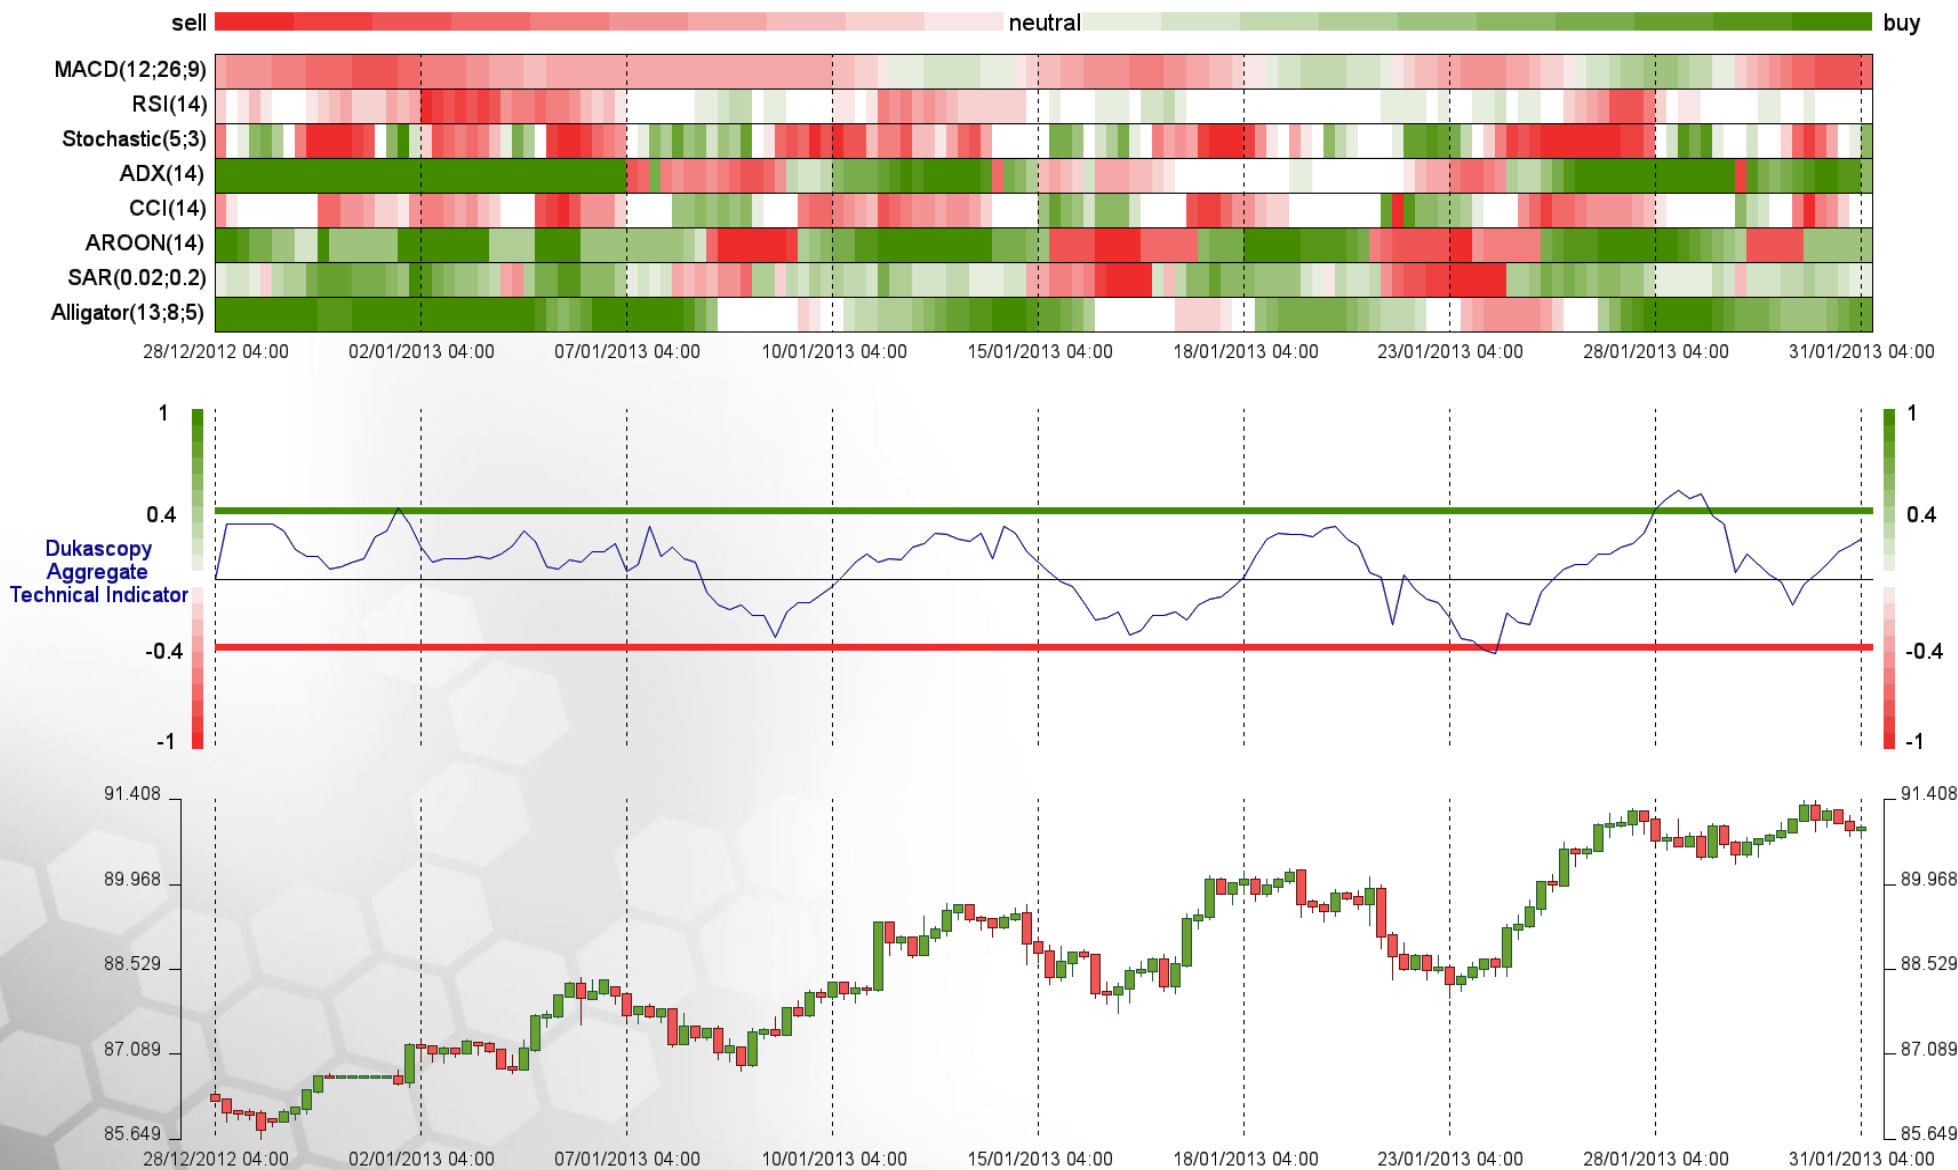 sell neutral buy
MACD(12;26;9)
RSI(14)
Stochastic(5;3)
ADX(14)
CCI(14)
AROON(14)
SAR(0.02;0.2)
Alligator(13;8;5)
28/12/2012 04:00 02/01/2013 04:00 07/01/2013 04:00 10/01/2013 04:00 15/01/2013 04:00 18/01/2013 04:00 23/01/2013 04:00 28/01/2013 04:00 31/01/2013 04:00
1 1
0.4 0.4
Dukascopy
Aggregate
Technical Indicator
-0.4 -0.4
-1 -1
91.408 91.408
89.968 89.968
88.529 88.529
87.089 87.089
85.649 85.649
28/12/2012 04:00 02/01/2013 04:00 07/01/2013 04:00 10/01/2013 04:00 15/01/2013 04:00 18/01/2013 04:00 23/01/2013 04:00 28/01/2013 04:00 31/01/2013 04:00